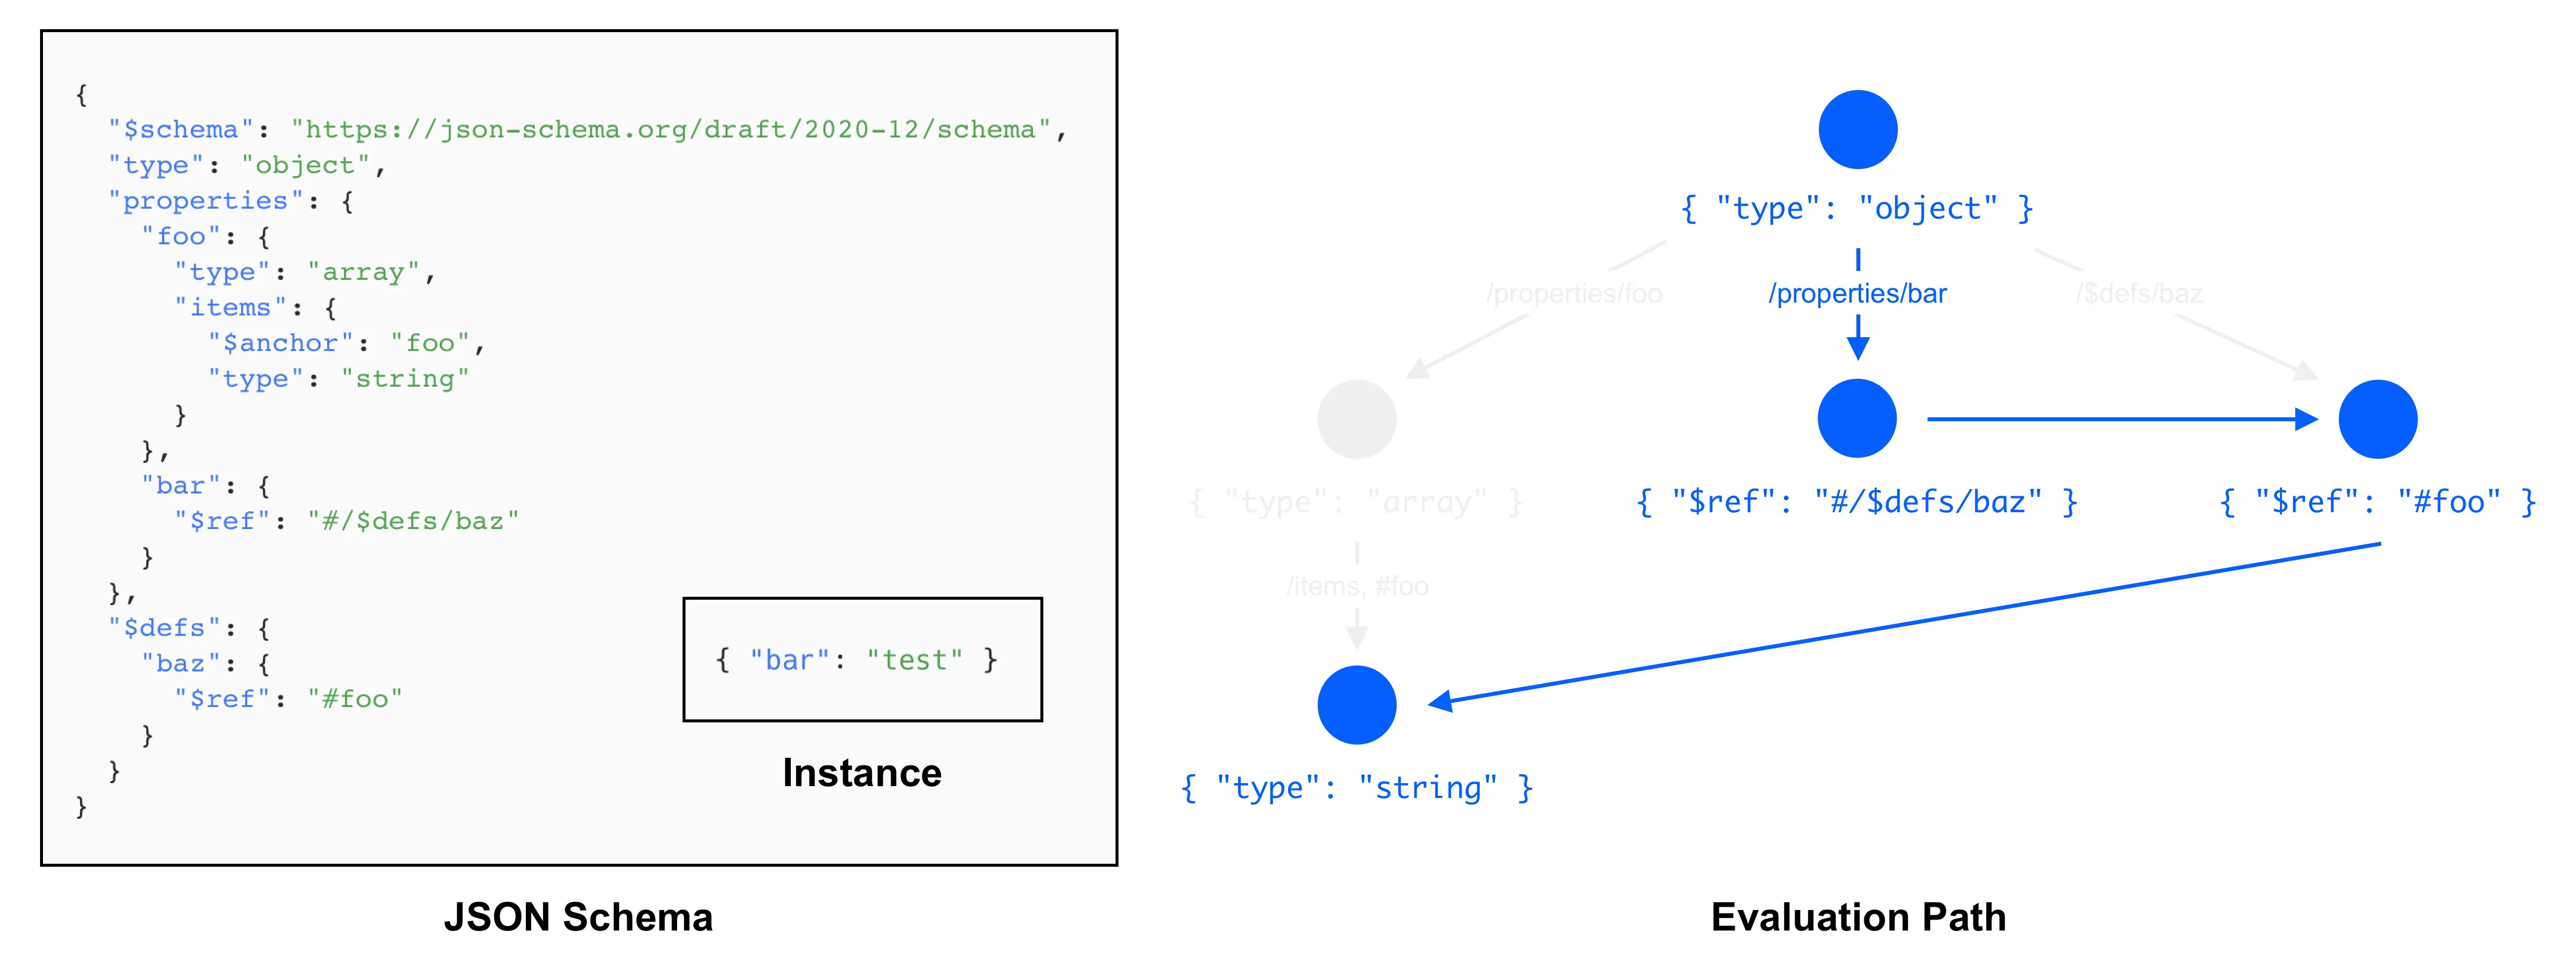 {
"$schema": "https://json-schema.org/draft/2020-12/schema",
"type": "object",
"properties": {
"foo": {
"type": "array",
"items": {
"$anchor": "foo",
"type": "string"
}
},
"bar": {
"$ref": "#/$defs/baz"
}
},
"$defs": {
"baz": {
"$ref": "#foo"
}
}
}
{ "bar": "test" }
Instance
JSON Schema
{ "type": "object" }
/properties/foo
/properties/bar
/$defs/baz
{ "type": "array" }
{ "$ref": "#/$defs/baz" }
{ "$ref": "#foo" }
/items, #foo
{ "type": "string" }
Evaluation Path